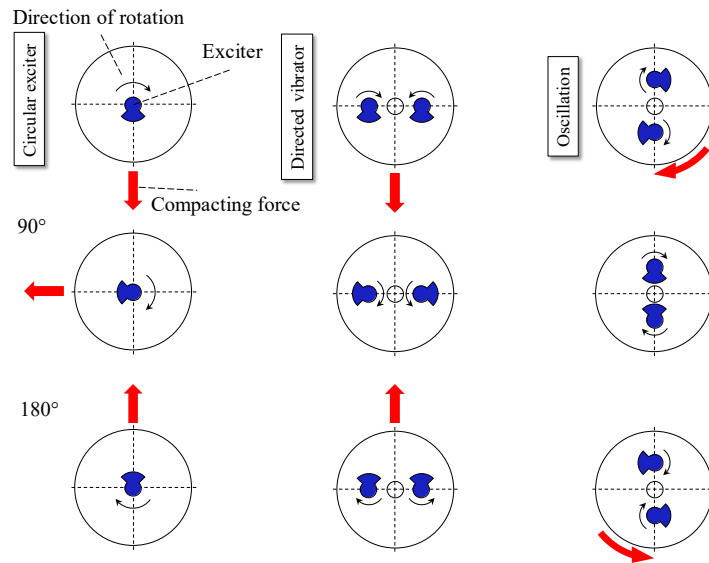 Direction of rotation
Exciter
Circular exciter
Directed vibrator
Oscillation
Compacting force
90°
180°